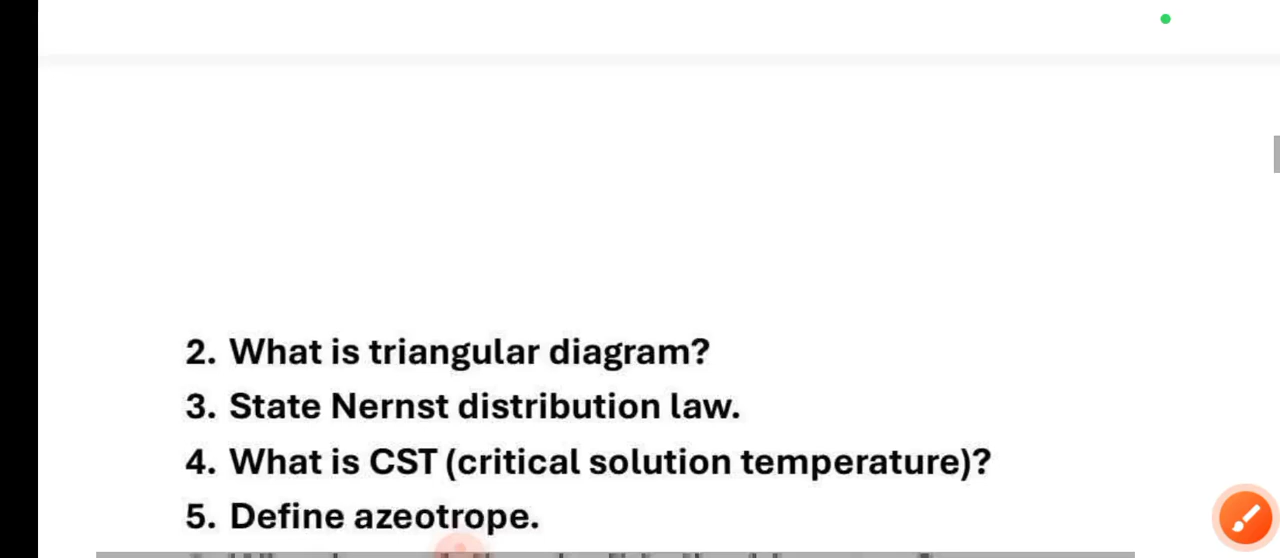 2. What is triangular diagram?
3. State Nernst distribution law.
4. What is CST (critical solution temperature)?
5. Define azeotrope.